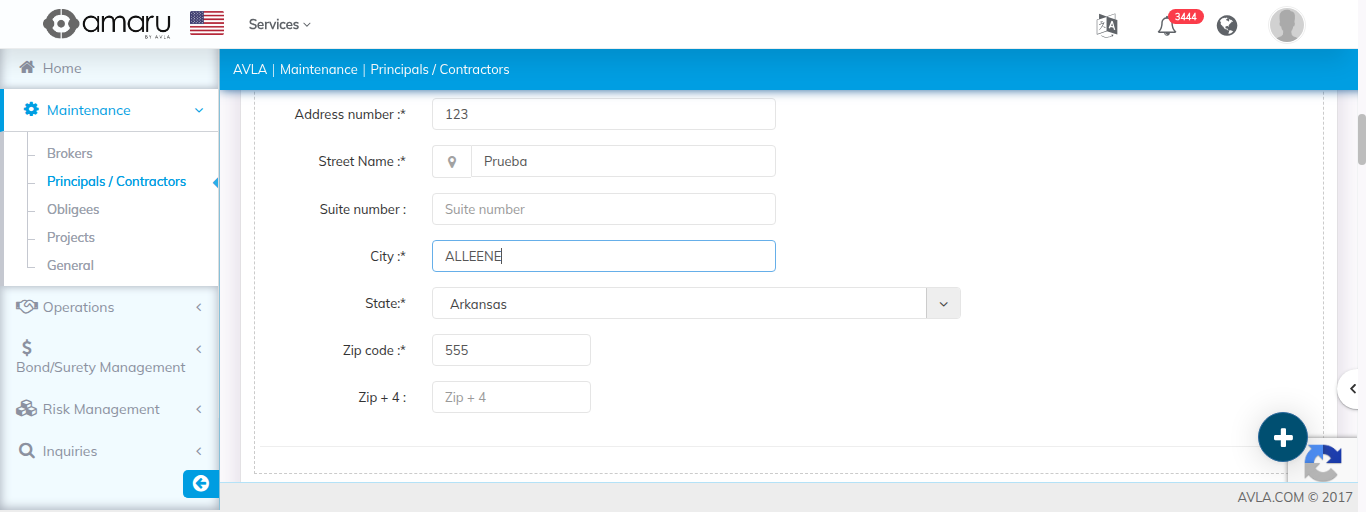 amaru
BY AVLA
Services
3444
Home
AVLA | Maintenance | Principals / Contractors
Maintenance
Brokers
Principals / Contractors
Obligees
Projects
General
Operations
Bond/Surety Management
Risk Management
Inquiries
Address number :* 123
Street Name :* Prueba
Suite number : Suite number
City :* ALLEENE
State:* Arkansas
Zip code :* 555
Zip + 4 : Zip + 4
AVLA.COM © 2017